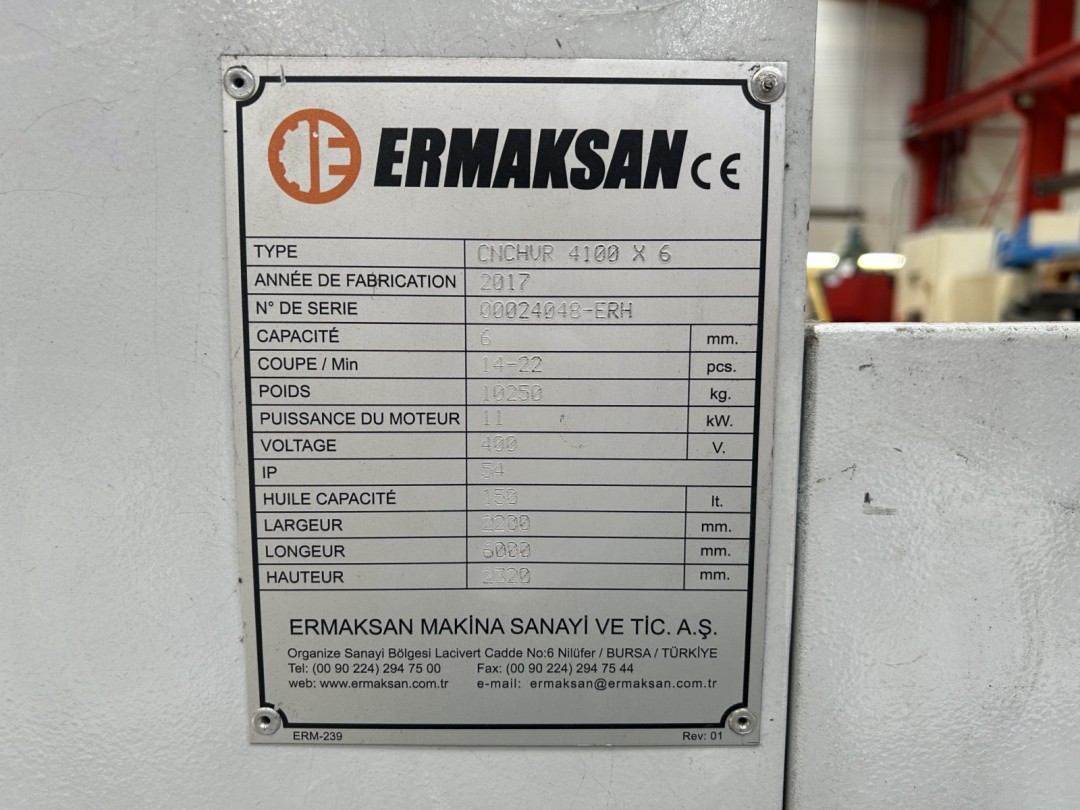 ERMAKSAN CE
TYPE CNCHVR 4100 X 6
ANNÉE DE FABRICATION 2017
N° DE SERIE 00024048-ERH
CAPACITÉ 6 mm.
COUPE / Min 14-22 pcs.
POIDS 10250 kg.
PUISSANCE DU MOTEUR 11 kW.
VOLTAGE 400 V.
IP 54
HUILE CAPACITÉ 150 lt.
LARGEUR 2200 mm.
LONGEUR 6000 mm.
HAUTEUR 2320 mm.
ERMAKSAN MAKİNA SANAYİ VE TİC. A.Ş.
Organize Sanayi Bölgesi Lacivert Cadde No:6 Nilüfer / BURSA / TÜRKİYE
Tel: (00 90 224) 294 75 00 Fax: (00 90 224) 294 75 44
web: www.ermaksan.com.tr e-mail: ermaksan@ermaksan.com.tr
ERM-239 Rev: 01